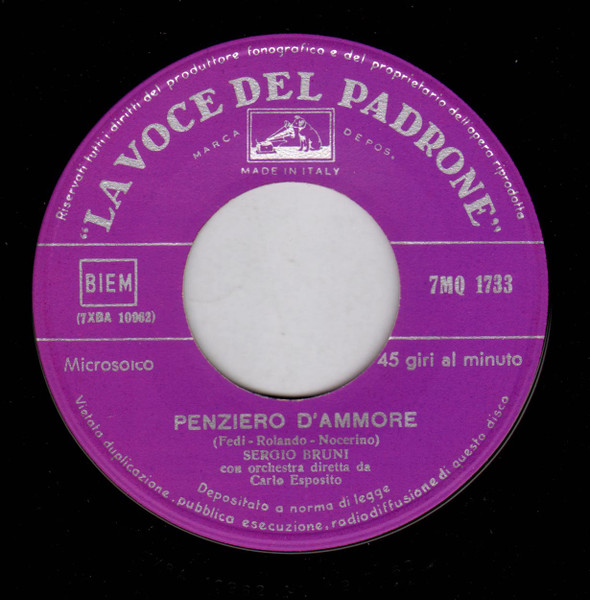 Riservati tutti i diritti del produttore fonografico e del proprietario dell'opera riprodotta
"LA VOCE DEL PADRONE"
MARCA DEPOS.
MADE IN ITALY
BIEM
(7XBA 10962)
7MQ 1733
Microsolco
45 giri al minuto
PENZIERO D'AMMORE
(Fedi - Rolando - Nocerino)
SERGIO BRUNI
con orchestra diretta da
Carlo Esposito
Depositato a norma di legge
Vietata duplicazione, pubblica esecuzione, radiodiffusione di questo disco